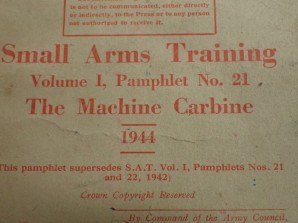 is not to be communicated, either directly
or indirectly, to the Press or to any person
not authorized to receive it.
Small Arms Training
Volume I, Pamphlet No. 21
The Machine Carbine
1944
(This pamphlet supersedes S.A.T. Vol. I, Pamphlets Nos. 21
and 22, 1942)
Crown Copyright Reserved
By Command of the Army Council,